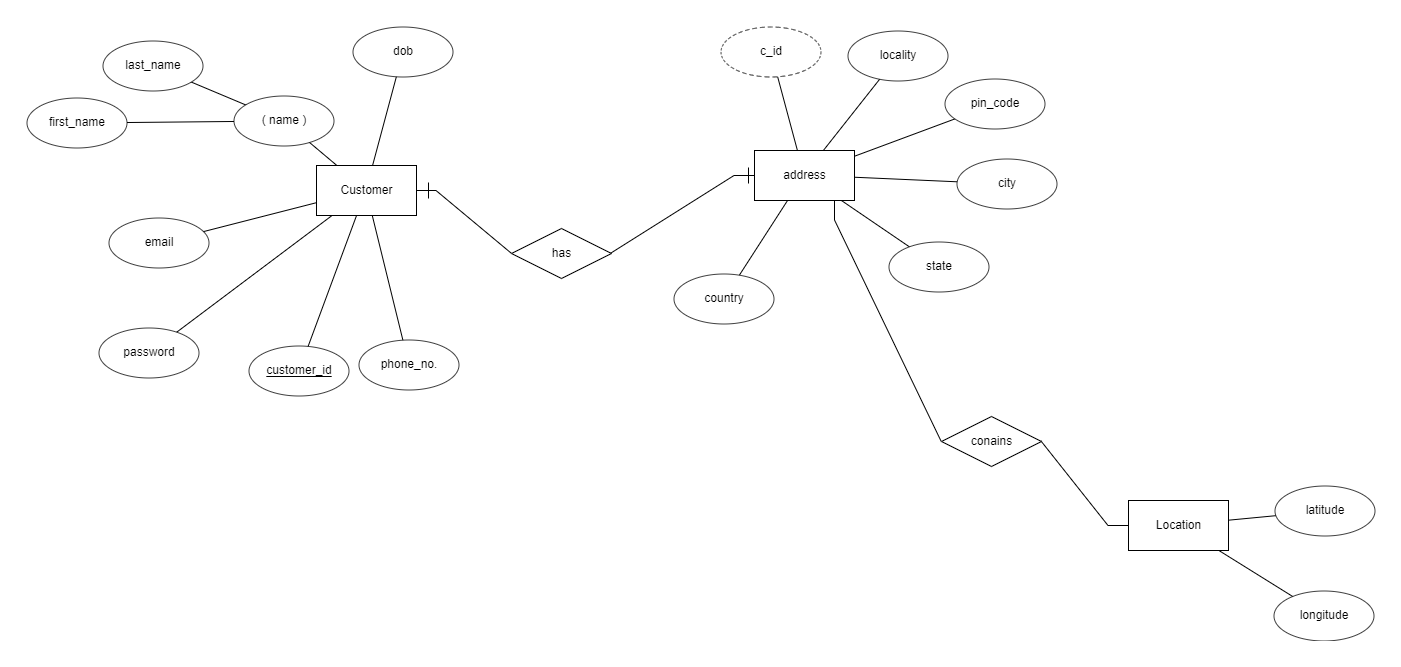 dob
c_id
locality
last_name
pin_code
first_name
( name )
address
city
Customer
email
has
state
country
password
customer_id
phone_no.
conains
latitude
Location
longitude